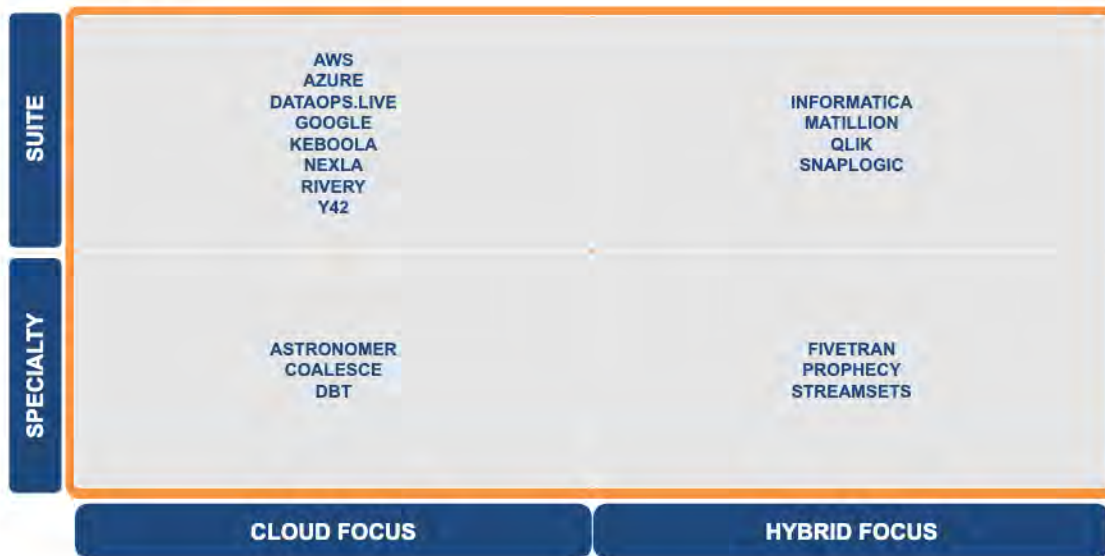 SUITE
AWS
AZURE
DATAOPS.LIVE
GOOGLE
KEBOOLA
NEXLA
RIVERY
Y42
INFORMATICA
MATILLION
QLIK
SNAPLOGIC
SPECIALTY
ASTRONOMER
COALESCE
DBT
FIVETRAN
PROPHECY
STREAMSETS
CLOUD FOCUS
HYBRID FOCUS